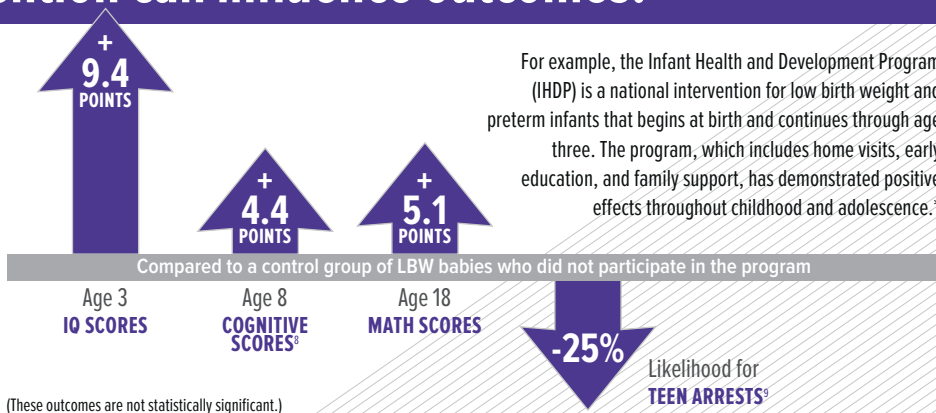 +
9.4
POINTS
For example, the Infant Health and Development Program
(IHDP) is a national intervention for low birth weight and
preterm infants that begins at birth and continues through age
three. The program, which includes home visits, early
education, and family support, has demonstrated positive
effects throughout childhood and adolescence.
+
4.4
POINTS
+
5.1
POINTS
Compared to a control group of LBW babies who did not participate in the program
Age 3
IQ SCORES
Age 8
COGNITIVE
SCORES⁸
Age 18
MATH SCORES
-25%
Likelihood for
TEEN ARRESTS⁹
(These outcomes are not statistically significant.)